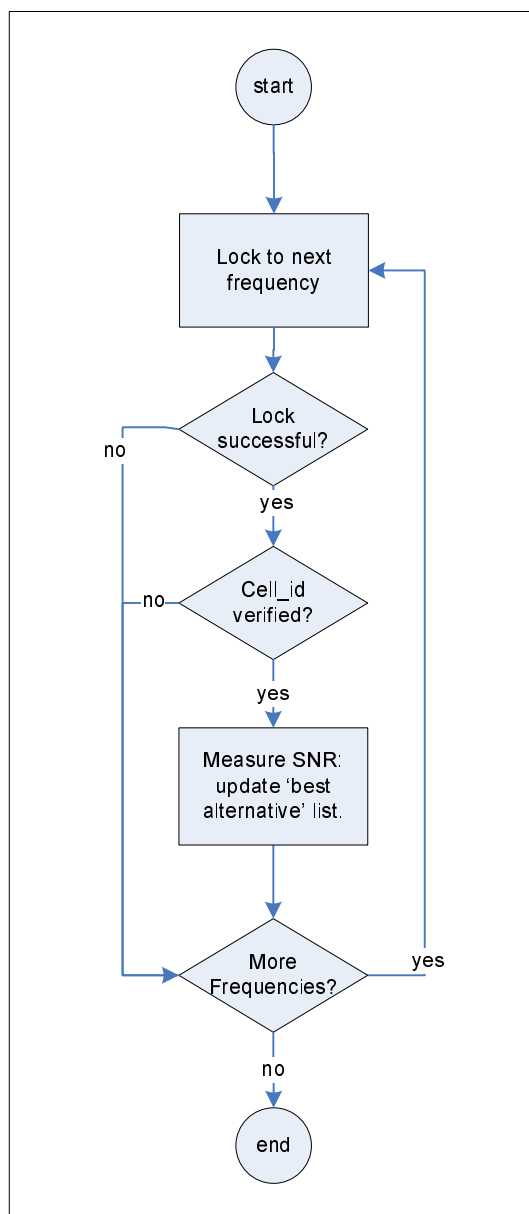 start
Lock to next
frequency
Lock
successful?
no
yes
Cell_id
verified?
no
yes
Measure SNR:
update ‘best
alternative’ list.
More
Frequencies?
yes
no
end